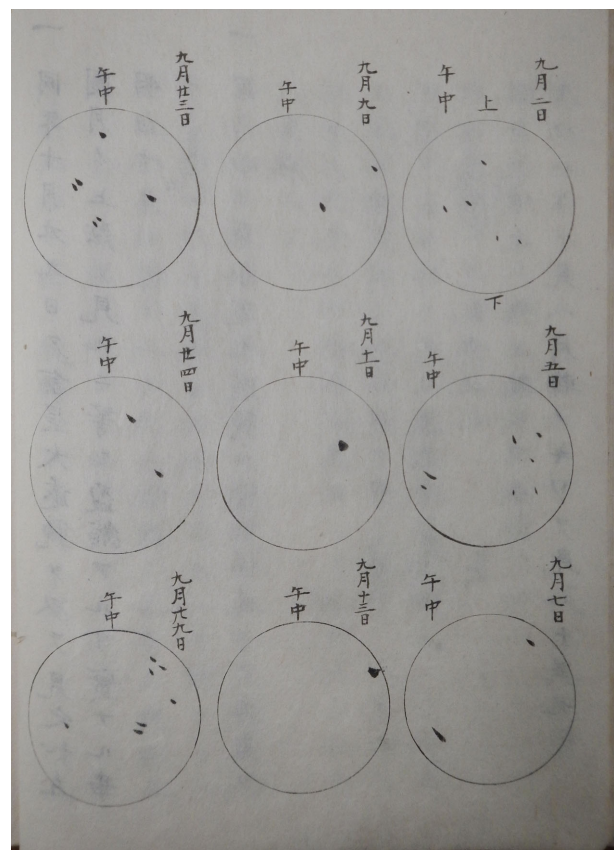 九月二日
午中
上
下
九月五日
午中
九月七日
午中
九月九日
午中
九月十一日
午中
九月十三日
午中
九月廿三日
午中
九月廿四日
午中
九月廿九日
午中